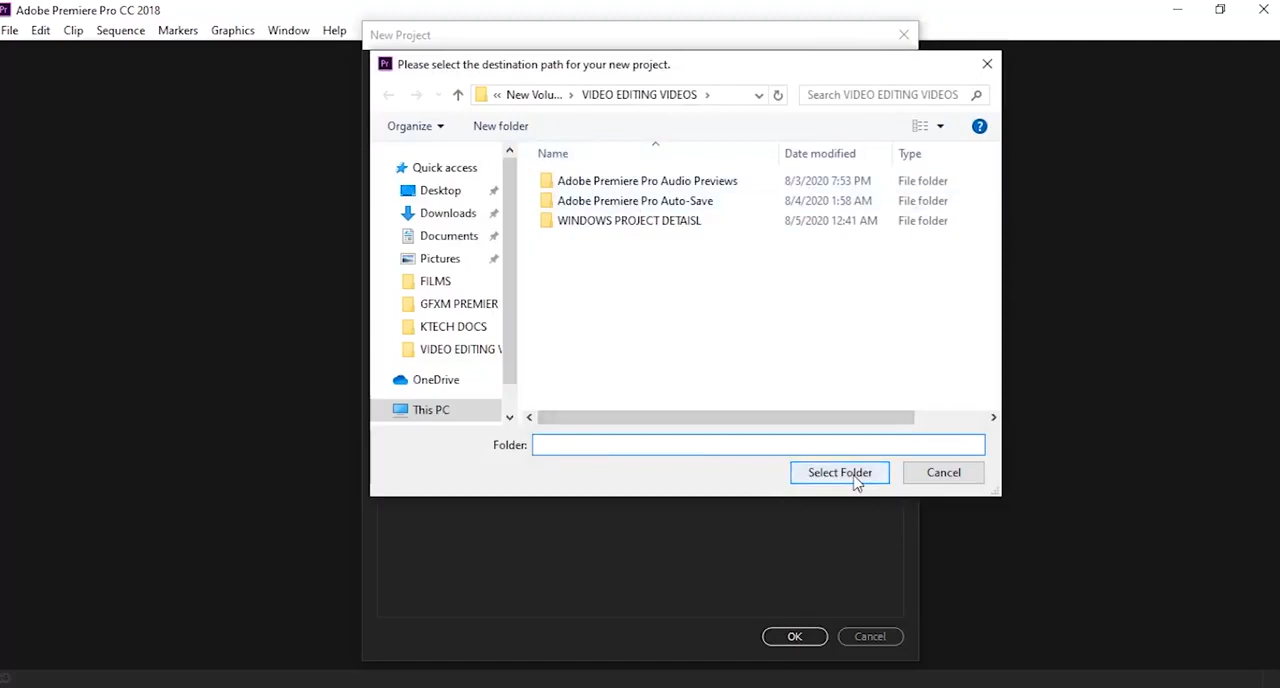 Pr Adobe Premiere Pro CC 2018
File Edit Clip Sequence Markers Graphics Window Help
New Project
Pr Please select the destination path for your new project.
« New Volu... › VIDEO EDITING VIDEOS ›
Search VIDEO EDITING VIDEOS
Organize
New folder
Quick access
Desktop
Downloads
Documents
Pictures
FILMS
GFXM PREMIER
KTECH DOCS
VIDEO EDITING V
OneDrive
This PC
Name Date modified Type
Adobe Premiere Pro Audio Previews 8/3/2020 7:53 PM File folder
Adobe Premiere Pro Auto-Save 8/4/2020 1:58 AM File folder
WINDOWS PROJECT DETAISL 8/5/2020 12:41 AM File folder
Folder:
Select Folder Cancel
OK Cancel